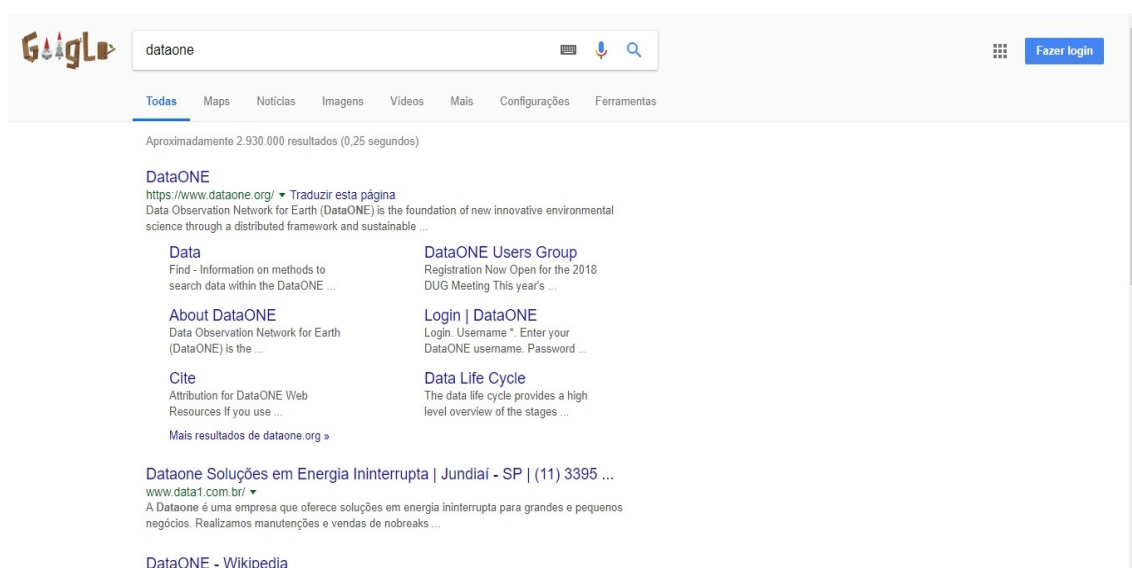 dataone
Fazer login
Todas Maps Notícias Imagens Vídeos Mais Configurações Ferramentas
Aproximadamente 2.930.000 resultados (0,25 segundos)
DataONE
https://www.dataone.org/ ▾ Traduzir esta página
Data Observation Network for Earth (DataONE) is the foundation of new innovative environmental
science through a distributed framework and sustainable ...
Data
Find - Information on methods to
search data within the DataONE ...
DataONE Users Group
Registration Now Open for the 2018
DUG Meeting This year's ...
About DataONE
Data Observation Network for Earth
(DataONE) is the ...
Login | DataONE
Login. Username *. Enter your
DataONE username. Password ...
Cite
Attribution for DataONE Web
Resources If you use ...
Data Life Cycle
The data life cycle provides a high
level overview of the stages ...
Mais resultados de dataone.org »
Dataone Soluções em Energia Ininterrupta | Jundiaí - SP | (11) 3395 ...
www.data1.com.br/ ▾
A Dataone é uma empresa que oferece soluções em energia ininterrupta para grandes e pequenos
negócios. Realizamos manutenções e vendas de nobreaks ...
DataONE - Wikipedia